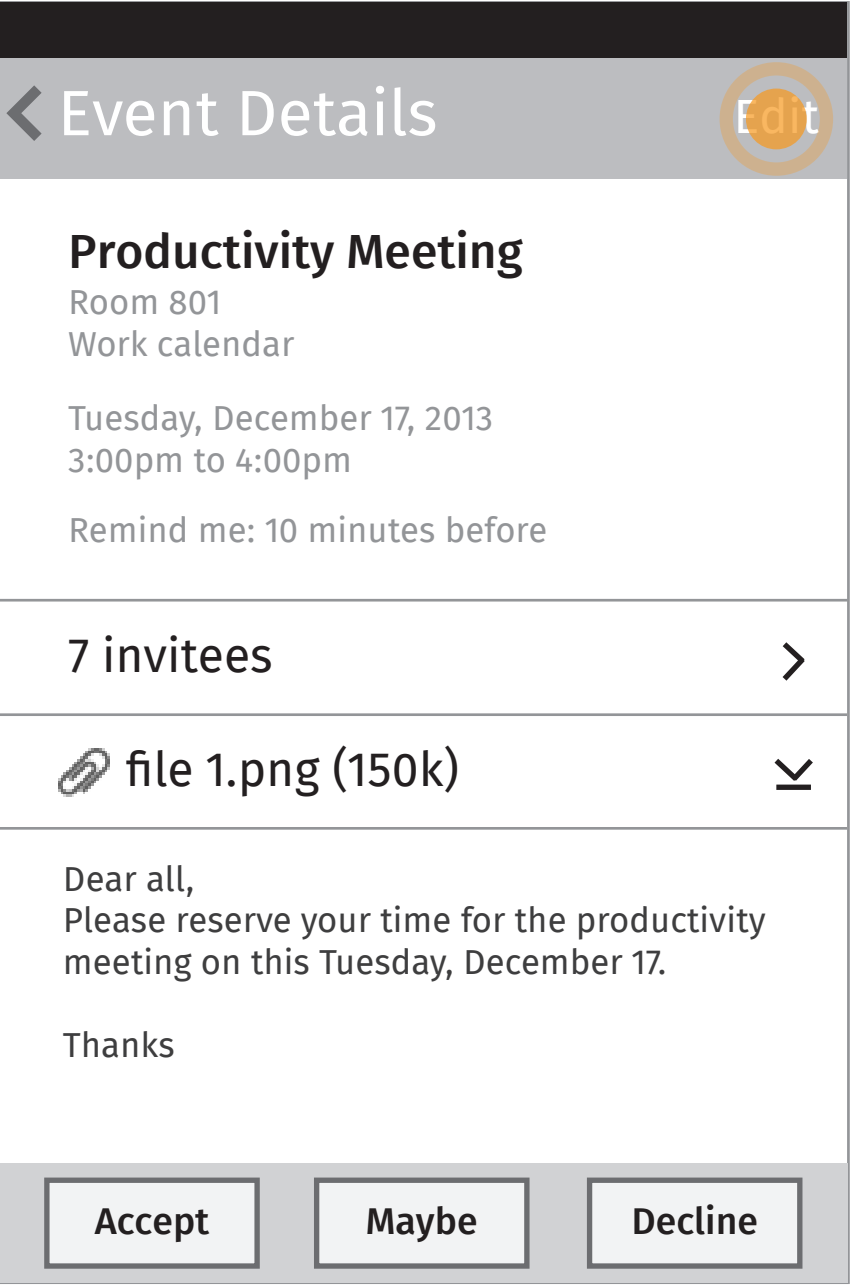 Event Details
Edit
Productivity Meeting
Room 801
Work calendar
Tuesday, December 17, 2013
3:00pm to 4:00pm
Remind me: 10 minutes before
7 invitees
file 1.png (150k)
Dear all,
Please reserve your time for the productivity
meeting on this Tuesday, December 17.
Thanks
Accept
Maybe
Decline